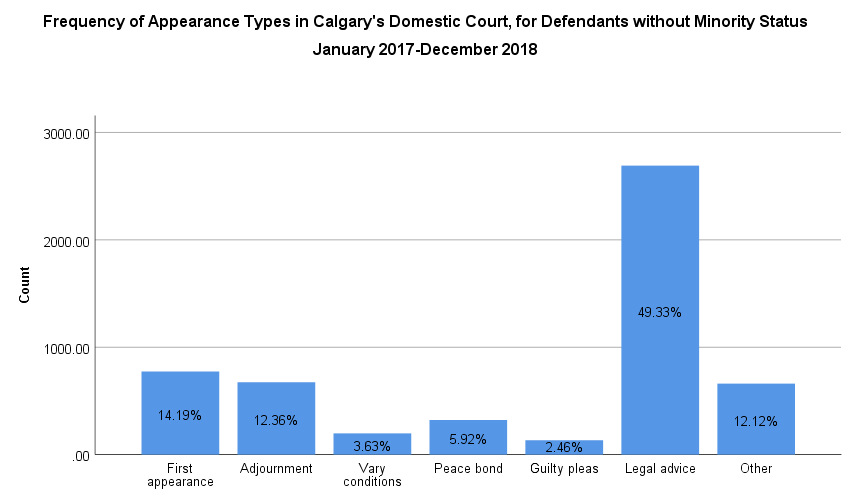 Frequency of Appearance Types in Calgary's Domestic Court, for Defendants without Minority Status
January 2017-December 2018
3000.00
2000.00
1000.00
.00
Count
14.19%
12.36%
3.63%
5.92%
2.46%
49.33%
12.12%
First
appearance
Adjournment
Vary
conditions
Peace bond
Guilty pleas
Legal advice
Other